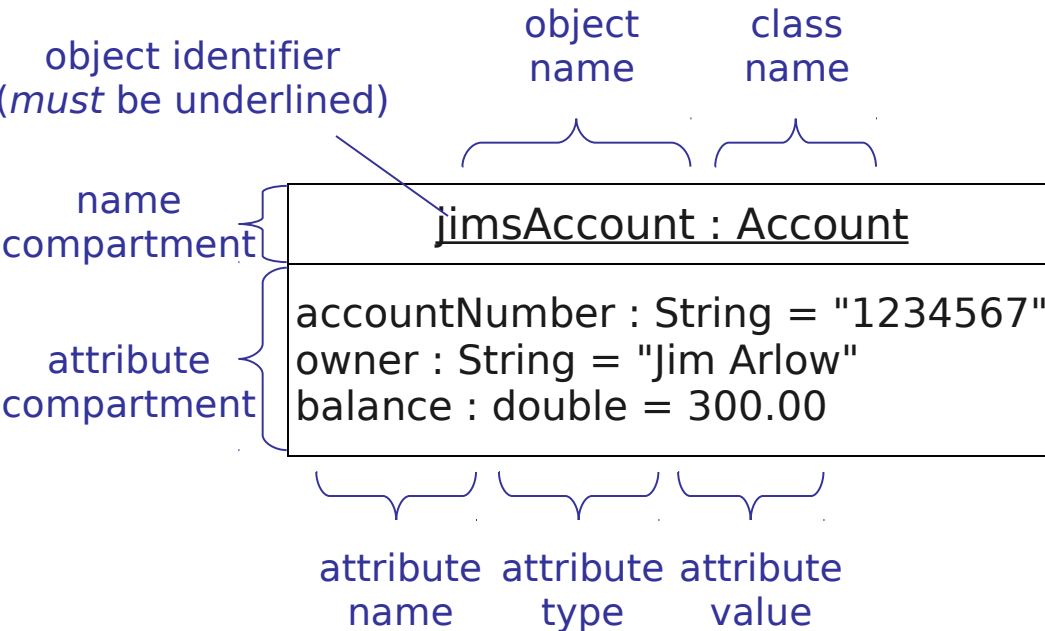 object
name
class
name
object identifier
(must be underlined)
name
compartment
jimsAccount : Account
attribute
compartment
accountNumber : String = "1234567"
owner : String = "Jim Arlow"
balance : double = 300.00
attribute
name
attribute
type
attribute
value